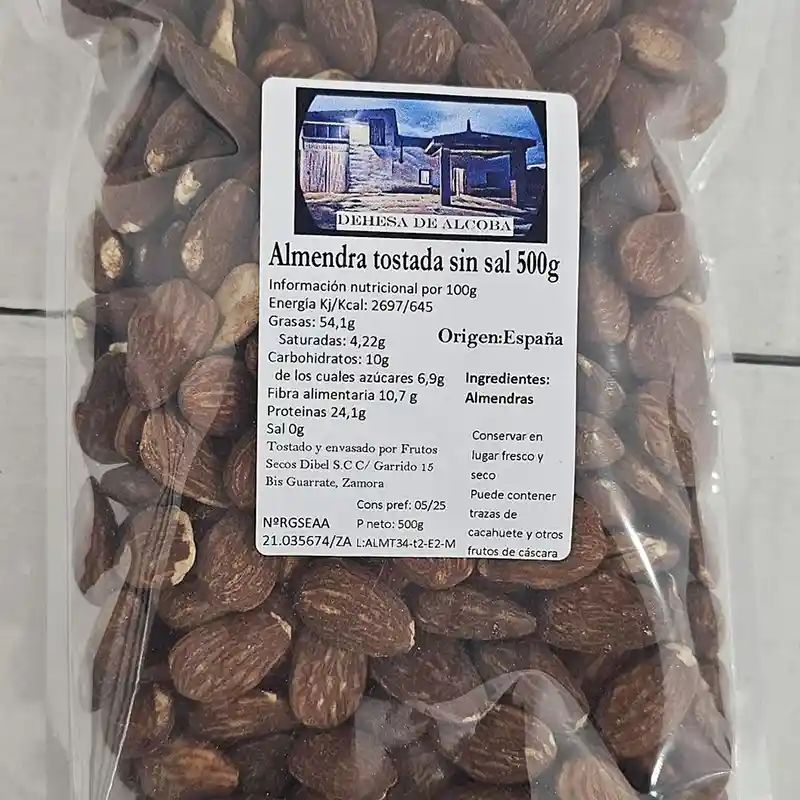 DEHESA DE ALCOBA
Almendra tostada sin sal 500g
Información nutricional por 100g
Energía Kj/Kcal: 2697/645
Grasas: 54,1g
Saturadas: 4,22g
Carbohidratos: 10g
de los cuales azúcares 6,9g
Fibra alimentaria 10,7 g
Proteinas 24,1g
Sal 0g
Origen:España
Ingredientes:
Almendras
Tostado y envasado por Frutos
Secos Dibel S.C C/ Garrido 15
Bis Guarrate, Zamora
Conservar en
lugar fresco y
seco
Puede contener
trazas de
cacahuete y otros
frutos de cáscara
Cons pref: 05/25
NºRGSEAA
P neto: 500g
21.035674/ZA L:ALMT34-t2-E2-M